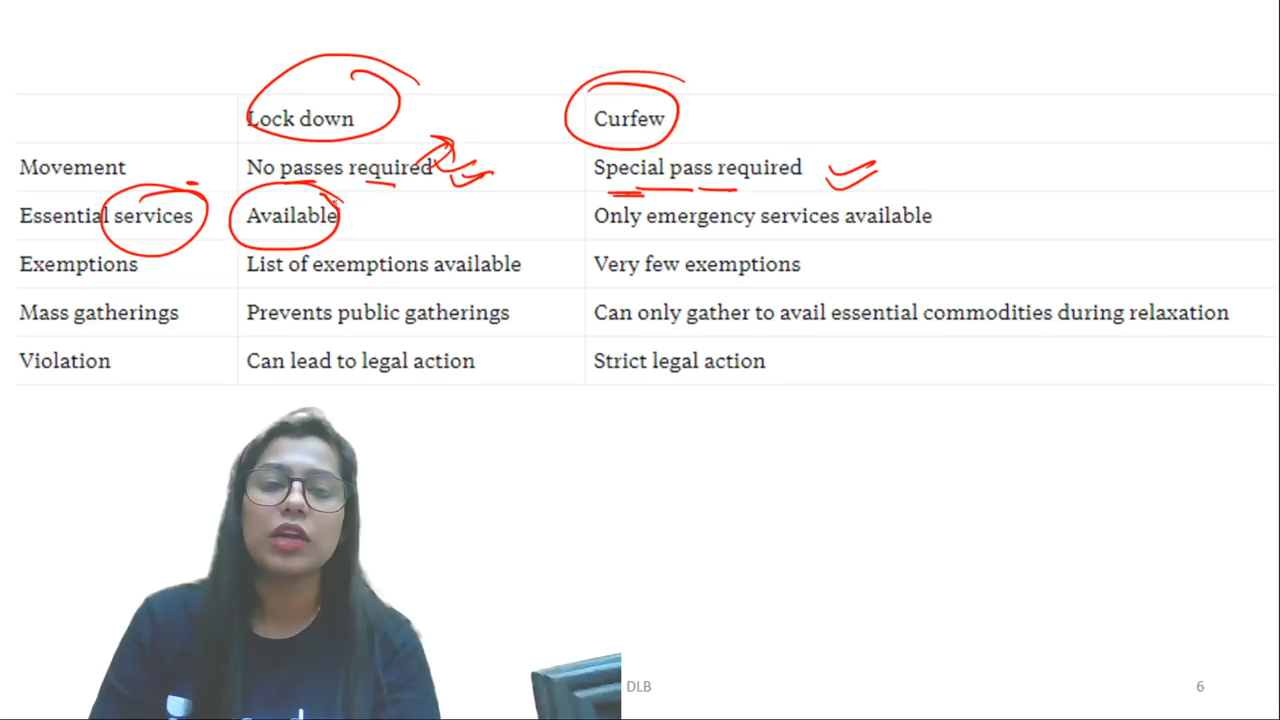 Lock down Curfew
Movement No passes required Special pass required
Essential services Available Only emergency services available
Exemptions List of exemptions available Very few exemptions
Mass gatherings Prevents public gatherings Can only gather to avail essential commodities during relaxation
Violation Can lead to legal action Strict legal action
DLB 6